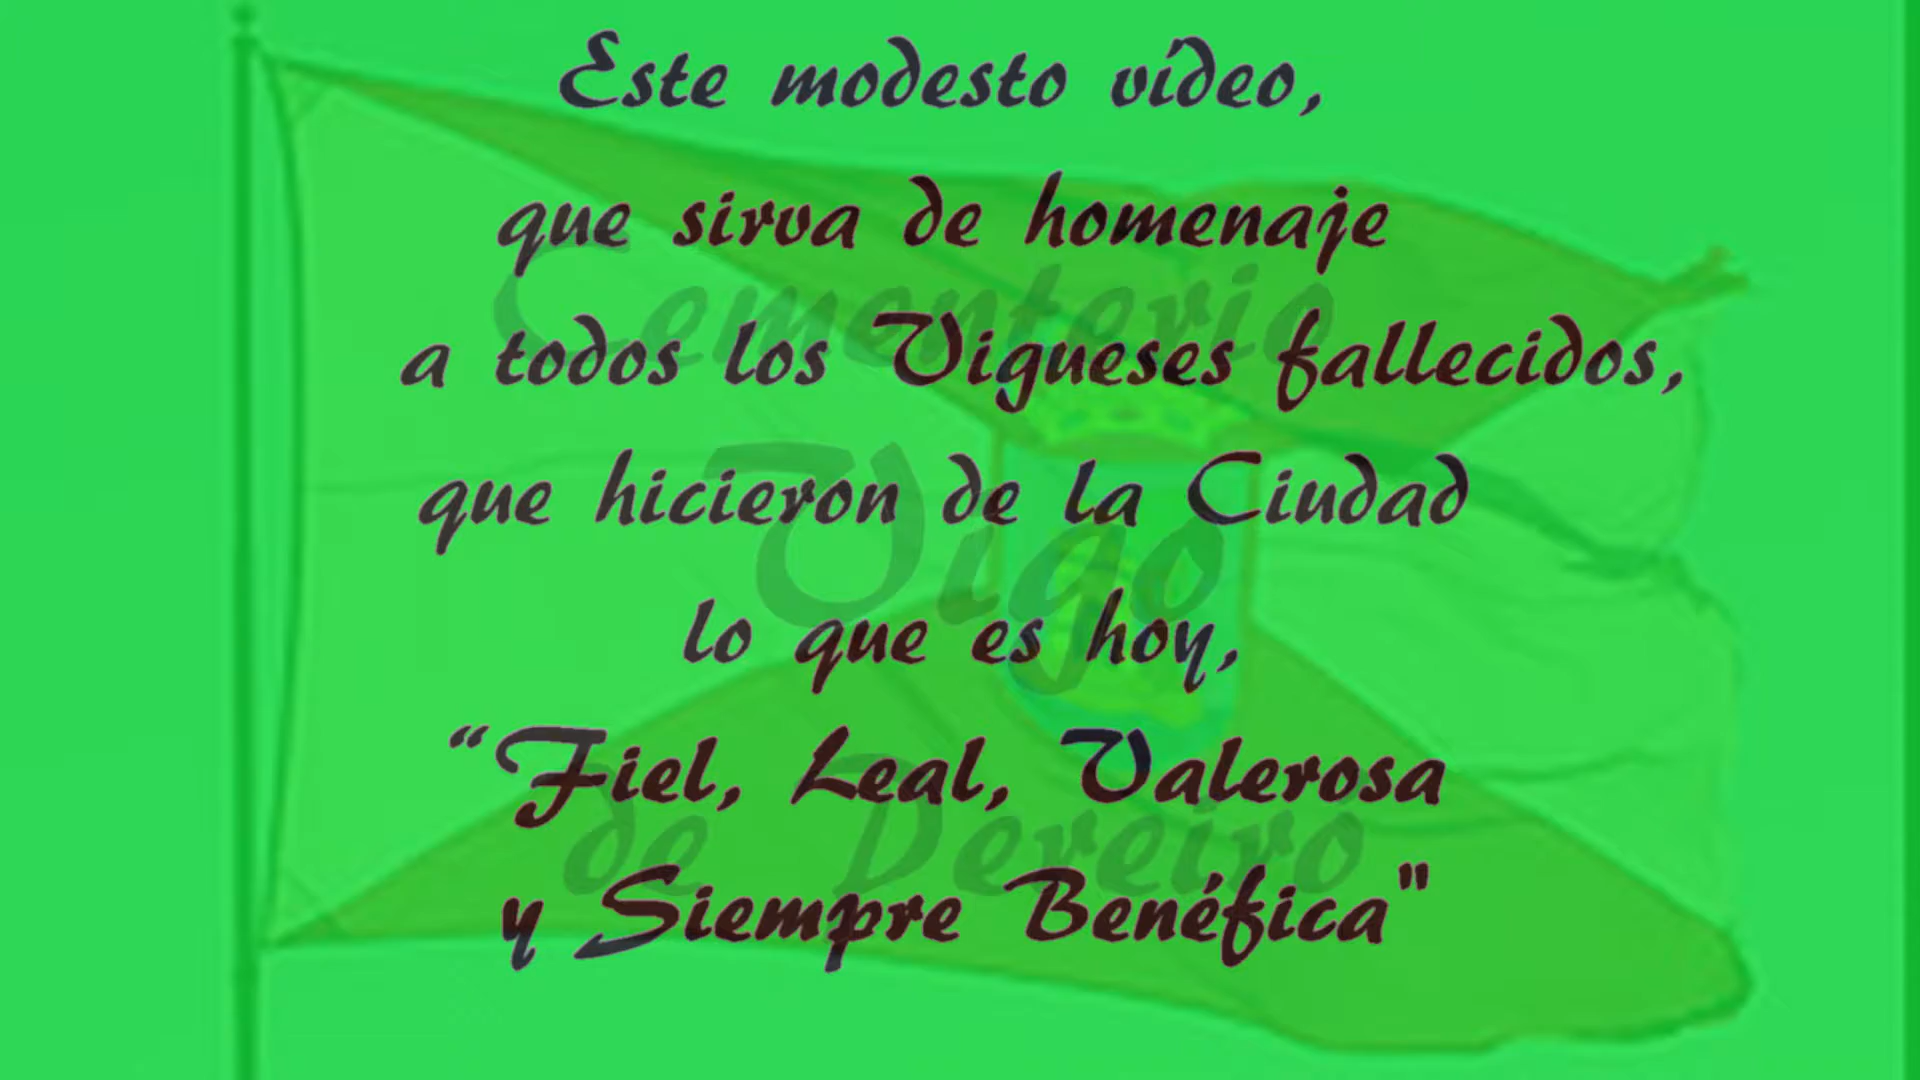 Este modesto vídeo,
que sirva de homenaje
Cementerio
a todos los Vigueses fallecidos,
que hicieron de la Ciudad
Vigo
lo que es hoy,
“Fiel, Leal, Valerosa
de Pereiró
y Siempre Benéfica"